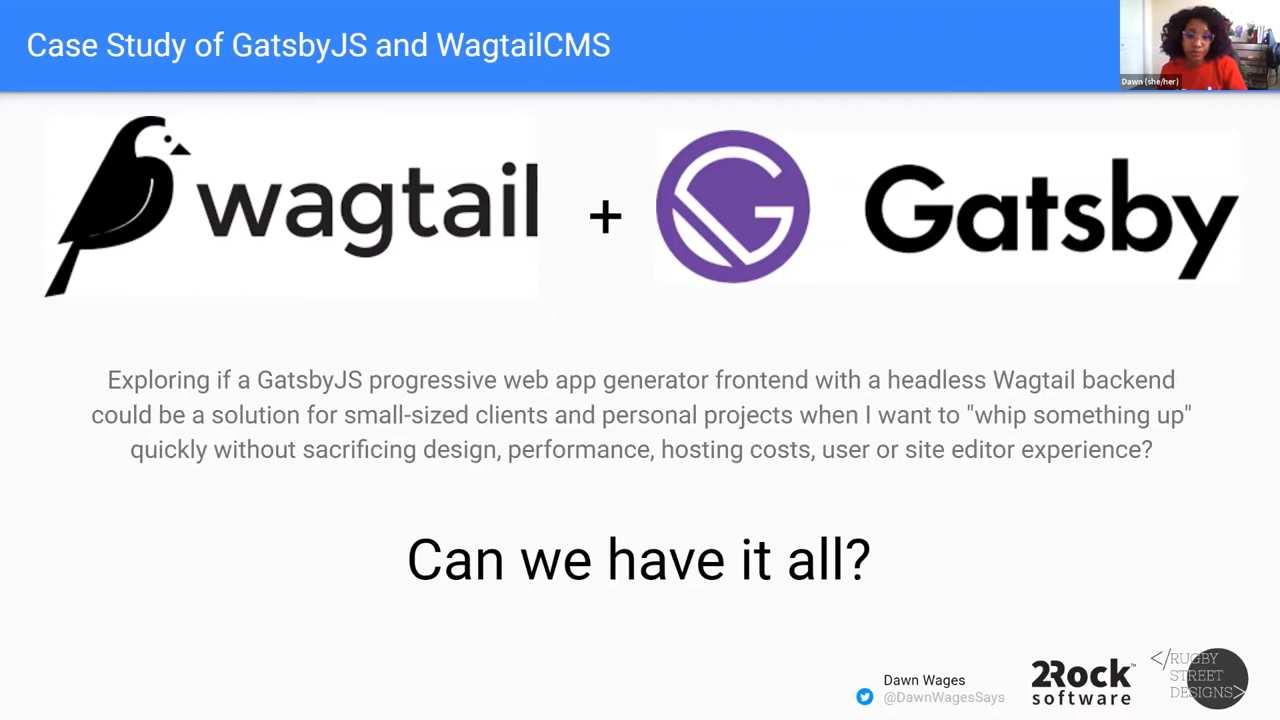 Case Study of GatsbyJS and WagtailCMS
Dawn (she/her)
wagtail + Gatsby
Exploring if a GatsbyJS progressive web app generator frontend with a headless Wagtail backend
could be a solution for small-sized clients and personal projects when I want to "whip something up"
quickly without sacrificing design, performance, hosting costs, user or site editor experience?
Can we have it all?
Dawn Wages
@DawnWagesSays
2Rock™
software
</RUGBY
STREET
DESIGNS>